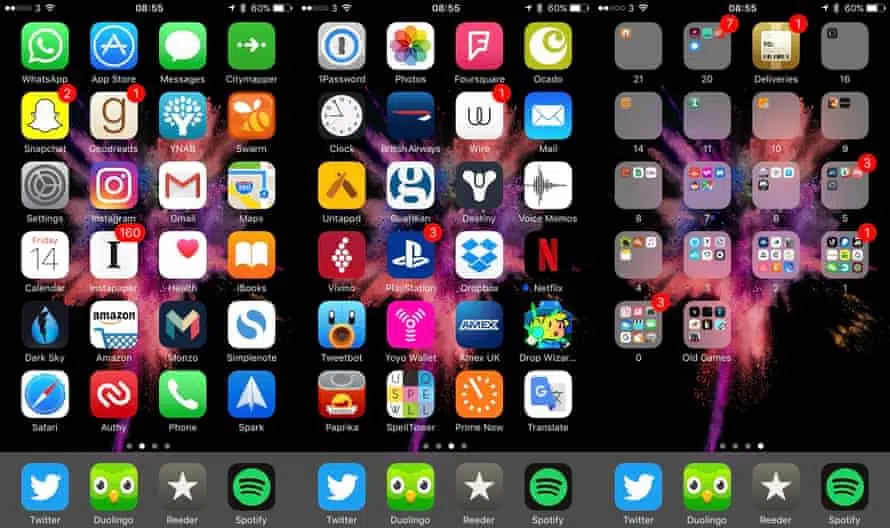 3 08:55 60% 3 08:55 60% 3 08:55 60%
WhatsApp App Store Messages Citymapper 1Password Photos Foursquare Ocado 21 7 20 TO: 1 Deliveries 16
2 g 1 YNAB Swarm Clock British Airways W 1 Mail 14 11 10 9
Snapchat Goodreads Wire
Settings Instagram Gmail 280 Maps Untappd Guardian Destiny Voice Memos 8 7 6 3 5
Friday 14 Calendar 160 Instapaper Health iBooks Vivino 3 PlayStation Dropbox N Netflix 4 3 2 1 1
Dark Sky amazon Amazon Monzo Simplenote Tweetbot Yoyo Wallet AMEX Amex UK Drop Wizar... 3 0 Old Games
Safari Authy Phone Spark Paprika U Q S P E W E L L SpellTower Prime Now G Translate
Twitter Duolingo Reeder Spotify Twitter Duolingo Reeder Spotify Twitter Duolingo Reeder Spotify